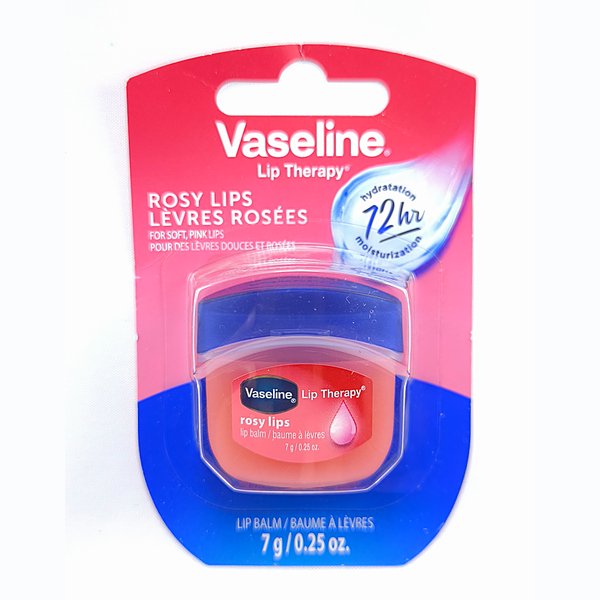 Vaseline®
Lip Therapy®
ROSY LIPS
LÈVRES ROSÉES
FOR SOFT, PINK LIPS
POUR DES LÈVRES DOUCES ET ROSÉES
hydratation
72hr
moisturization
Vaseline® Lip Therapy®
rosy lips
lip balm / baume à lèvres
7 g / 0.25 oz.
LIP BALM / BAUME À LÈVRES
7 g / 0.25 oz.